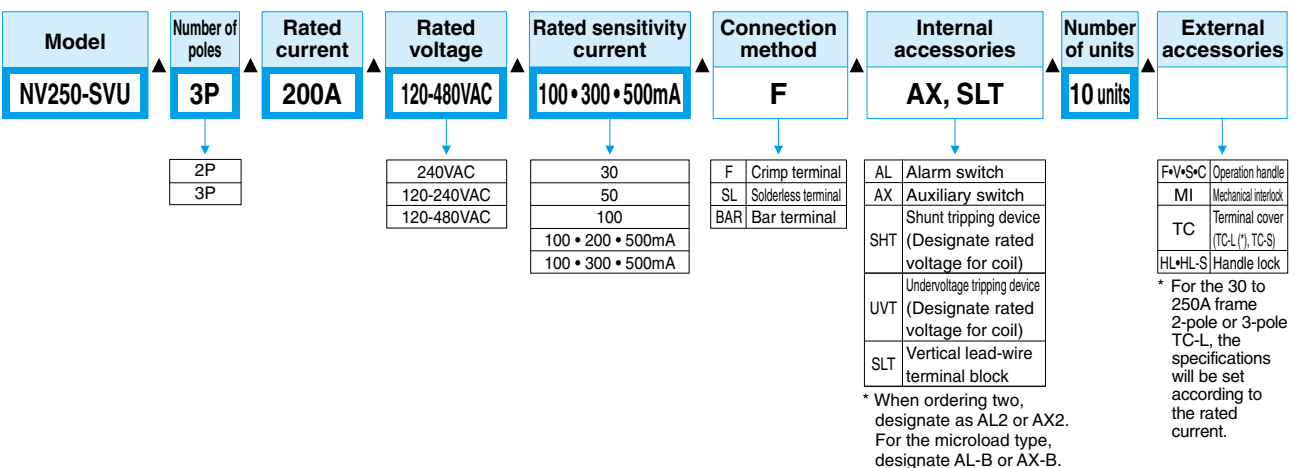 Model
NV250-SVU
Number of
poles
3P
2P
3P
Rated
current
200A
Rated
voltage
120-480VAC
240VAC
120-240VAC
120-480VAC
Rated sensitivity
current
100•300•500mA
30
50
100
100 • 200 • 500mA
100 • 300 • 500mA
Connection
method
F
F Crimp terminal
SL Solderless terminal
BAR Bar terminal
Internal
accessories
AX, SLT
AL Alarm switch
AX Auxiliary switch
SHT Shunt tripping device
(Designate rated
voltage for coil)
UVT Undervoltage tripping device
(Designate rated
voltage for coil)
SLT Vertical lead-wire
terminal block
* When ordering two,
designate as AL2 or AX2.
For the microload type,
designate AL-B or AX-B.
Number
of units
10 units
External
accessories
F•V•S•C Operation handle
MI Mechanical interlock
TC Terminal cover
(TC-L (*), TC-S)
HL•HL-S Handle lock
* For the 30 to
250A frame
2-pole or 3-pole
TC-L, the
specifications
will be set
according to
the rated
current.